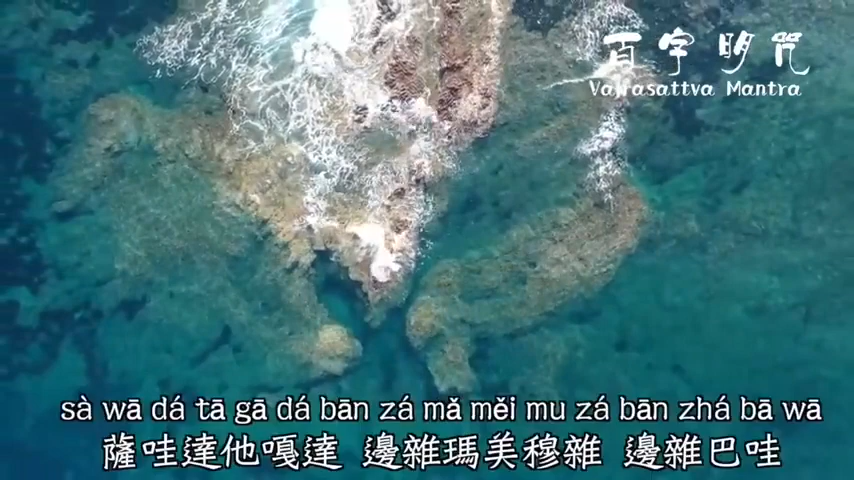 百字明咒
Vajrasattva Mantra
sà wā dá tā gā dá bān zá mǎ měi mu zá bān zhá bā wā
薩哇達他嘎達 邊雜瑪美穆雜 邊雜巴哇